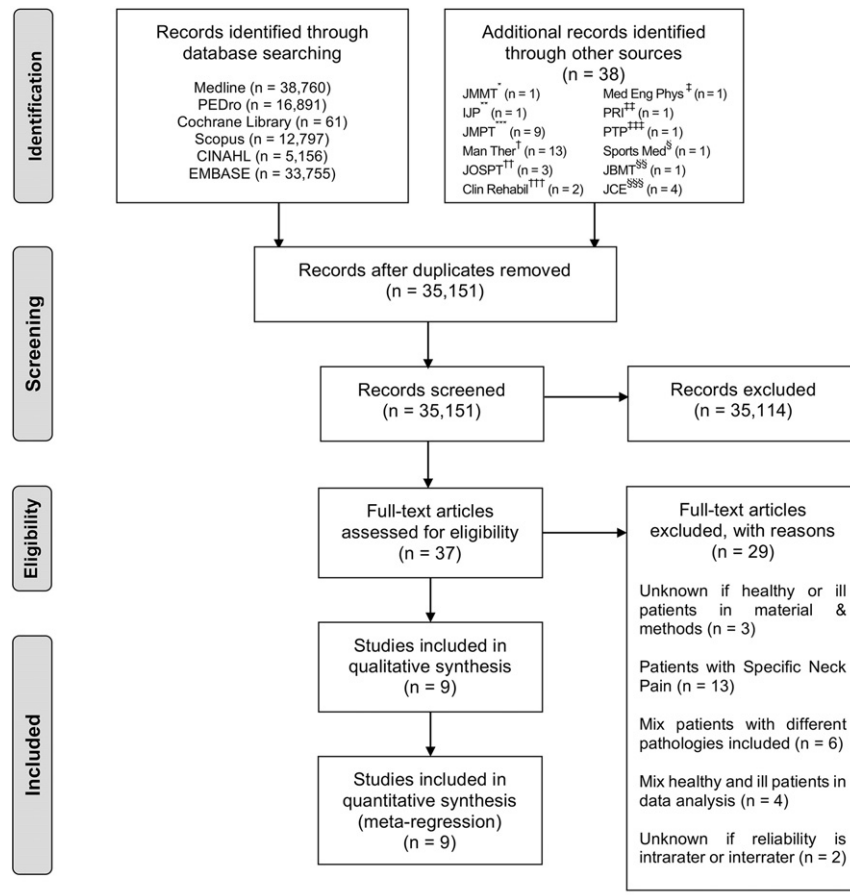 Identification
Records identified through
database searching
Medline (n = 38,760)
PEDro (n = 16,891)
Cochrane Library (n = 61)
Scopus (n = 12,797)
CINAHL (n = 5,156)
EMBASE (n = 33,755)
Additional records identified
through other sources
(n = 38)
JMMT* (n = 1)
IJP** (n = 1)
JMPT*** (n = 9)
Man Ther† (n = 13)
JOSPT†† (n = 3)
Clin Rehabil††† (n = 2)
Med Eng Phys ‡ (n = 1)
PRI‡‡ (n = 1)
PTP‡‡‡ (n = 1)
Sports Med§ (n = 1)
JBMT§§ (n = 1)
JCE§§§ (n = 4)
Screening
Records after duplicates removed
(n = 35,151)
Records screened
(n = 35,151)
Records excluded
(n = 35,114)
Eligibility
Full-text articles
assessed for eligibility
(n = 37)
Full-text articles
excluded, with reasons
(n = 29)
Unknown if healthy or ill
patients in material &
methods (n = 3)
Patients with Specific Neck
Pain (n = 13)
Mix patients with different
pathologies included (n = 6)
Mix healthy and ill patients in
data analysis (n = 4)
Unknown if reliability is
intrarater or interrater (n = 2)
Included
Studies included in
qualitative synthesis
(n = 9)
Studies included in
quantitative synthesis
(meta-regression)
(n = 9)